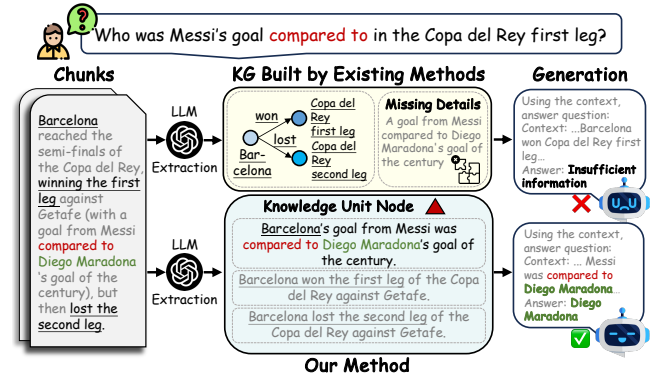 Who was Messi's goal compared to in the Copa del Rey first leg?
Chunks
KG Built by Existing Methods
Generation
Barcelona
reached the
semi-finals of
the Copa del Rey,
winning the first
leg against
Getafe (with a
goal from Messi
compared to
Diego Maradona
's goal of the
century), but
then lost the
second leg.
LLM
Extraction
won
lost
Bar-
celona
Copa del
Rey
first leg
Copa del
Rey
second leg
Missing Details
A goal from Messi
compared to Diego
Maradona's goal of
the century
Using the context,
answer question:
Context: ...Barcelona
won Copa del Rey first
leg...
Answer: Insufficient
information
LLM
Extraction
Knowledge Unit Node
Barcelona's goal from Messi was
compared to Diego Maradona's goal of
the century.
Barcelona won the first leg of the Copa
del Rey against Getafe.
Barcelona lost the second leg of the
Copa del Rey against Getafe.
Using the context,
answer question:
Context: ... Messi
was compared to
Diego Maradona...
Answer: Diego
Maradona
Our Method